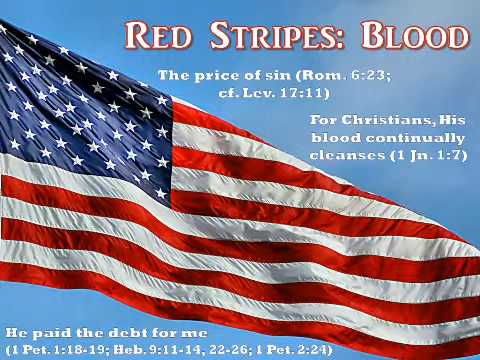 Red Stripes: Blood
The price of sin (Rom. 6:23;
cf. Lev. 17:11)
For Christians, His
blood continually
cleanses (1 Jn. 1:7)
He paid the debt for me
(1 Pet. 1:18-19; Heb. 9:11-14, 22-26; 1 Pet. 2:24)